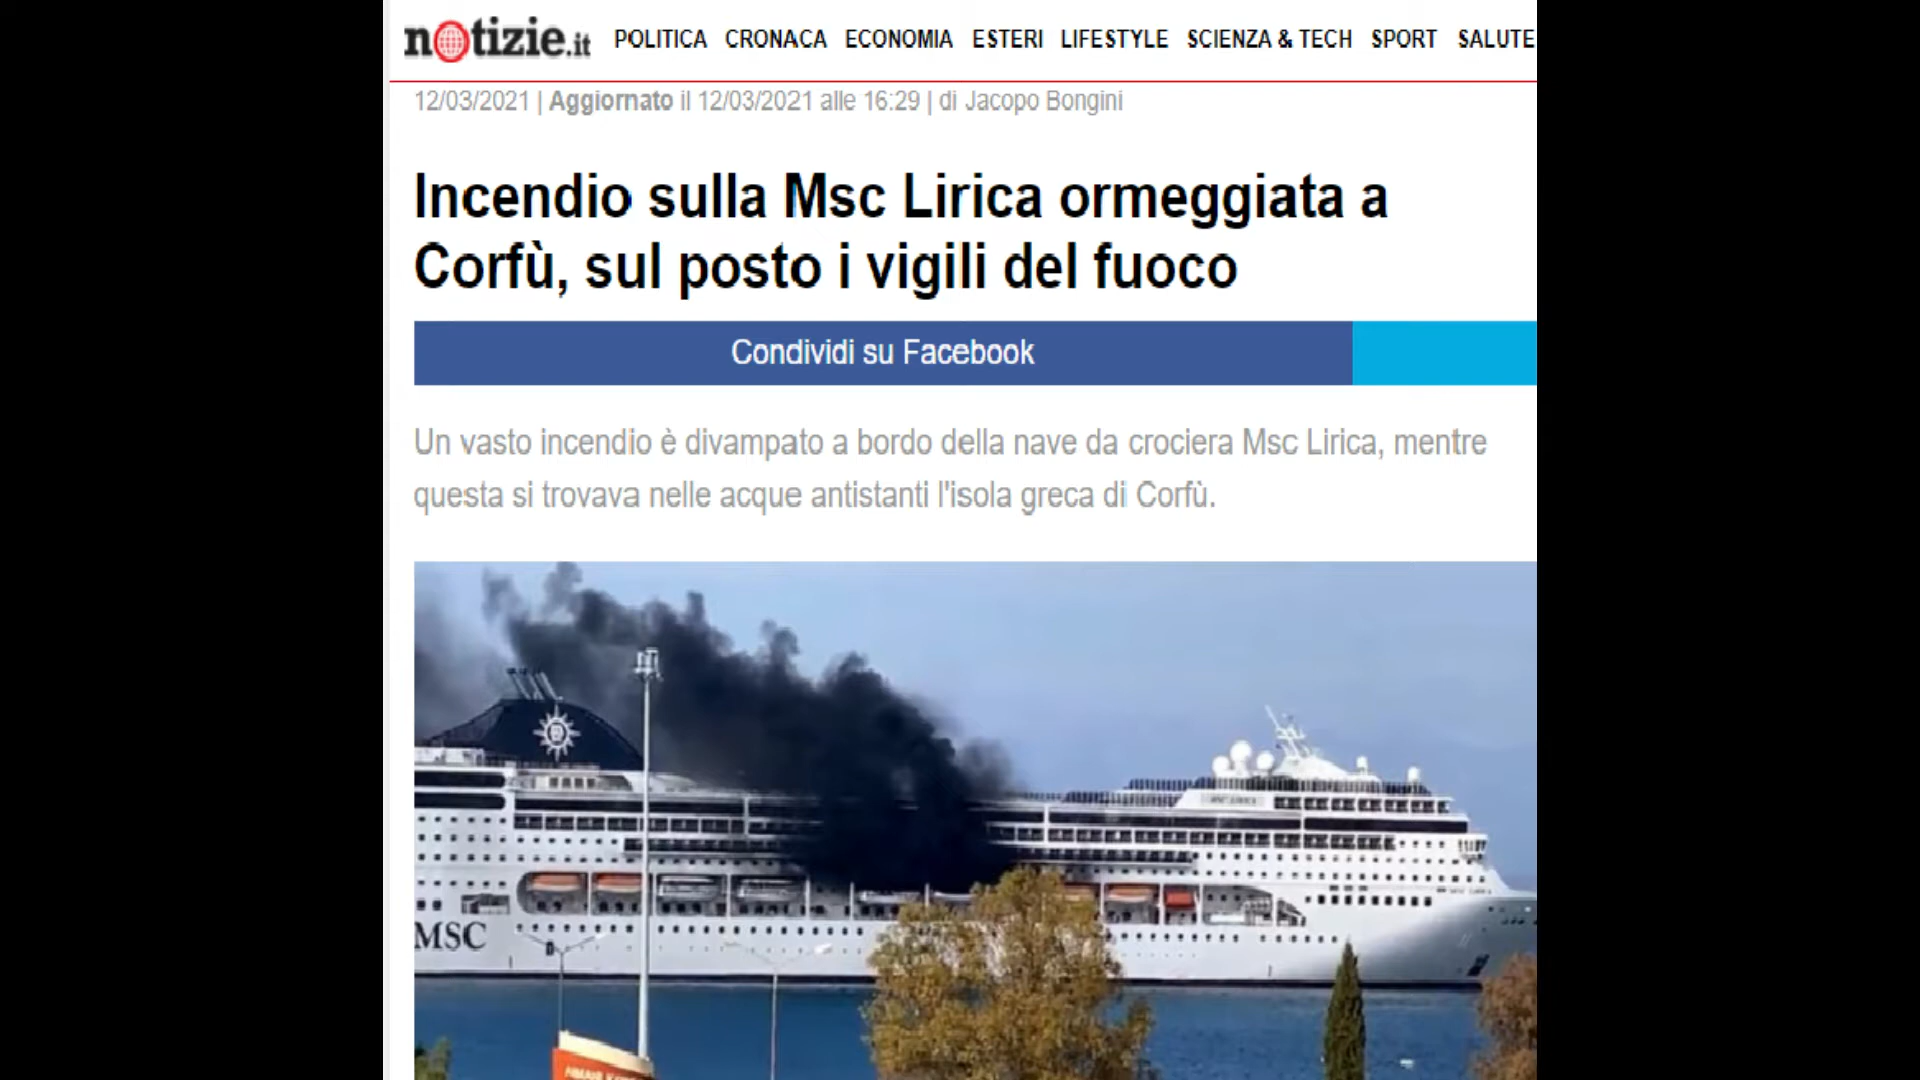 notizie.it POLITICA CRONACA ECONOMIA ESTERI LIFESTYLE SCIENZA & TECH SPORT SALUTE
12/03/2021 | Aggiornato il 12/03/2021 alle 16:29 | di Jacopo Bongini
Incendio sulla Msc Lirica ormeggiata a
Corfù, sul posto i vigili del fuoco
Condividi su Facebook
Un vasto incendio è divampato a bordo della nave da crociera Msc Lirica, mentre
questa si trovava nelle acque antistanti l'isola greca di Corfù.
MSC